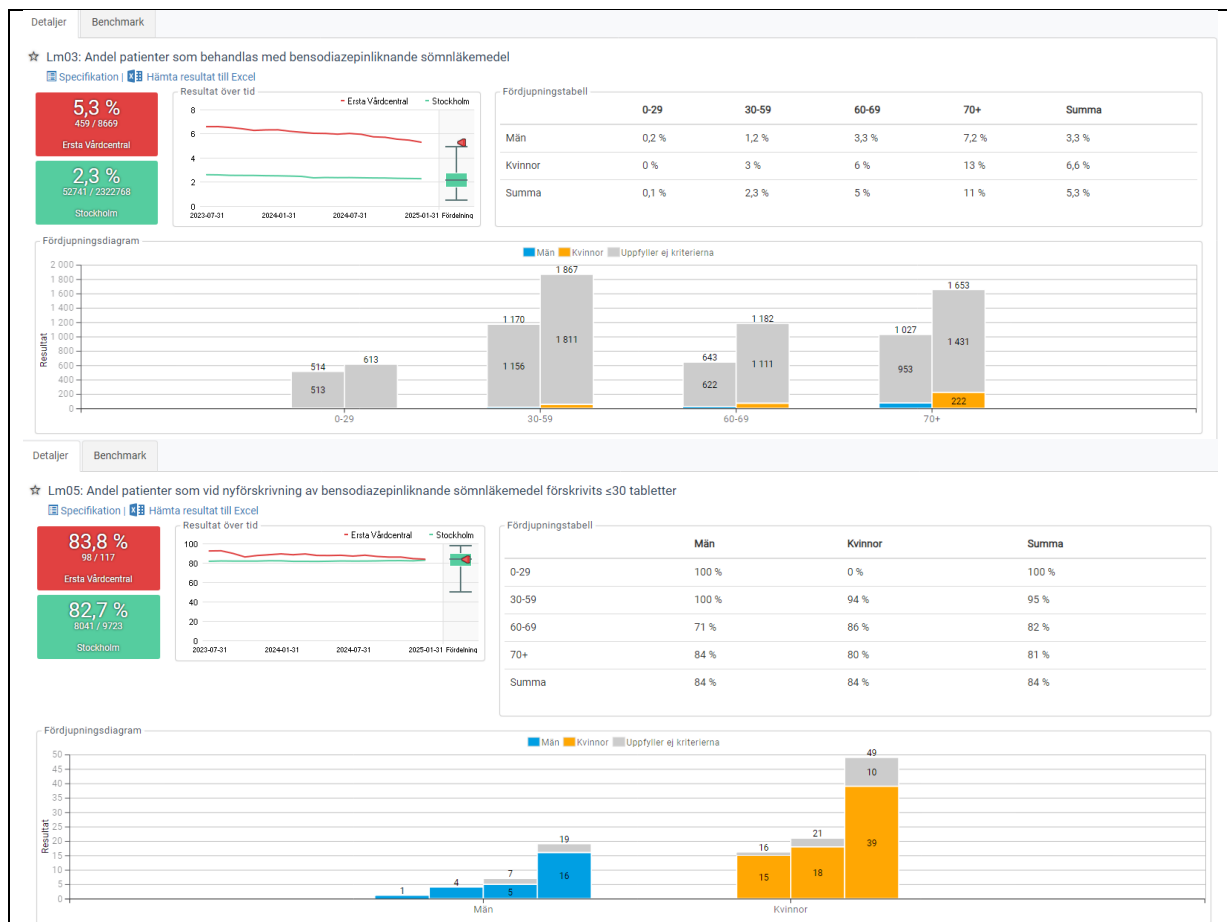 Detaljer Benchmark
☆ Lm03: Andel patienter som behandlas med bensodiazepinliknande sömnläkemedel
Specifikation | Hämta resultat till Excel
5,3 %
459 / 8669
Ersta Vårdcentral
2,3 %
52741 / 2322768
Stockholm
Resultat över tid
Ersta Vårdcentral Stockholm
8
6
4
2
0
2023-07-31 2024-01-31 2024-07-31 2025-01-31 Fördelning
Fördjupningstabell
0-29 30-59 60-69 70+ Summa
Män 0,2 % 1,2 % 3,3 % 7,2 % 3,3 %
Kvinnor 0 % 3 % 6 % 13 % 6,6 %
Summa 0,1 % 2,3 % 5 % 11 % 5,3 %
Fördjupningsdiagram
Män Kvinnor Uppfyller ej kriterierna
Resultat
2 000
1 800
1 600
1 400
1 200
1 000
800
600
400
200
0
514 613 1 170 1 867 643 1 182 1 027 1 653
513 1 156 1 811 622 1 111 953 1 431
222
0-29 30-59 60-69 70+
Detaljer Benchmark
☆ Lm05: Andel patienter som vid nyförskrivning av bensodiazepinliknande sömnläkemedel förskrivits ≤30 tabletter
Specifikation | Hämta resultat till Excel
83,8 %
98 / 117
Ersta Vårdcentral
82,7 %
8041 / 9723
Stockholm
Resultat över tid
Ersta Vårdcentral Stockholm
100
80
60
40
20
0
2023-07-31 2024-01-31 2024-07-31 2025-01-31 Fördelning
Fördjupningstabell
Män Kvinnor Summa
0-29 100 % 0 % 100 %
30-59 100 % 94 % 95 %
60-69 71 % 86 % 82 %
70+ 84 % 80 % 81 %
Summa 84 % 84 % 84 %
Fördjupningsdiagram
Män Kvinnor Uppfyller ej kriterierna
Resultat
50
45
40
35
30
25
20
15
10
5
0
1 4 7 19 16 21 49
5 16 15 18 10
39
Män Kvinnor